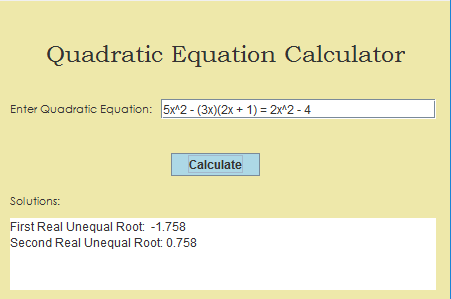 Quadratic Equation Calculator
Enter Quadratic Equation: 5x^2 - (3x)(2x + 1) = 2x^2 - 4
Calculate
Solutions:
First Real Unequal Root: -1.758
Second Real Unequal Root: 0.758